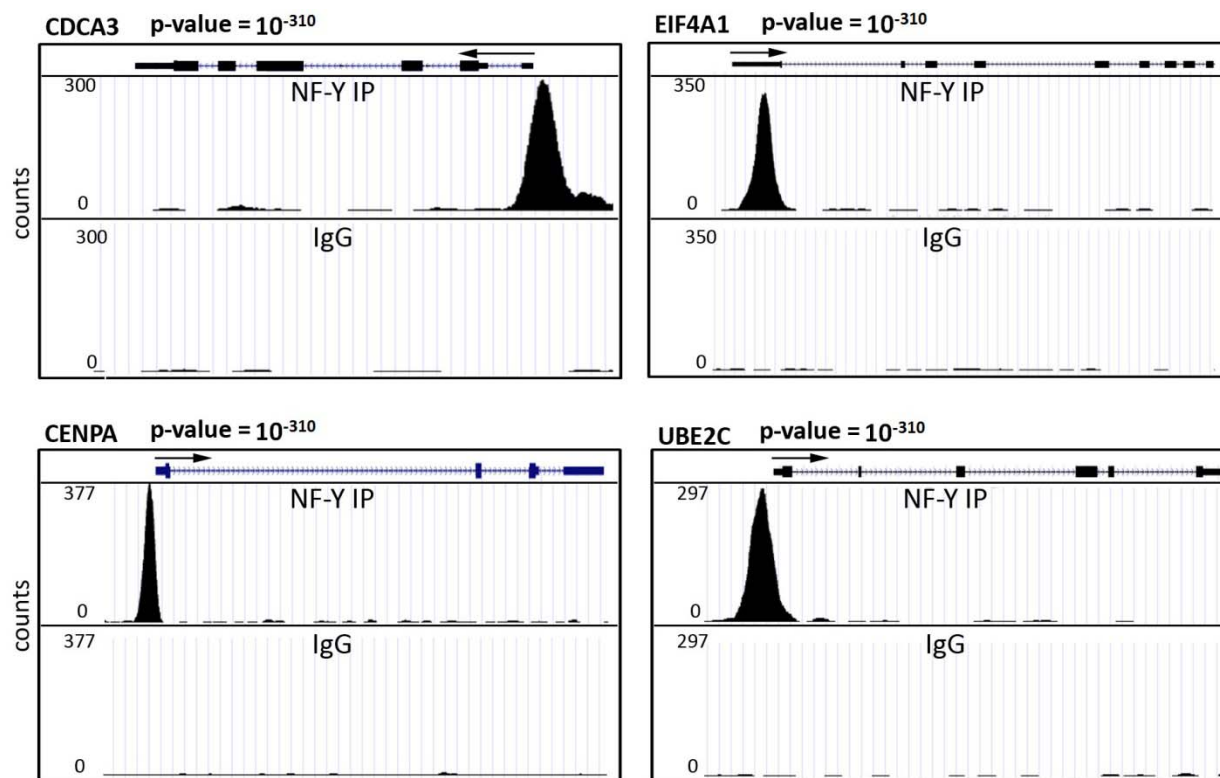 CDCA3 p-value = 10-310
300
NF-Y IP
0
300
IgG
0
counts
EIF4A1 p-value = 10-310
350
NF-Y IP
0
350
IgG
0
CENPA p-value = 10-310
377
NF-Y IP
0
377
IgG
0
counts
UBE2C p-value = 10-310
297
NF-Y IP
0
297
IgG
0